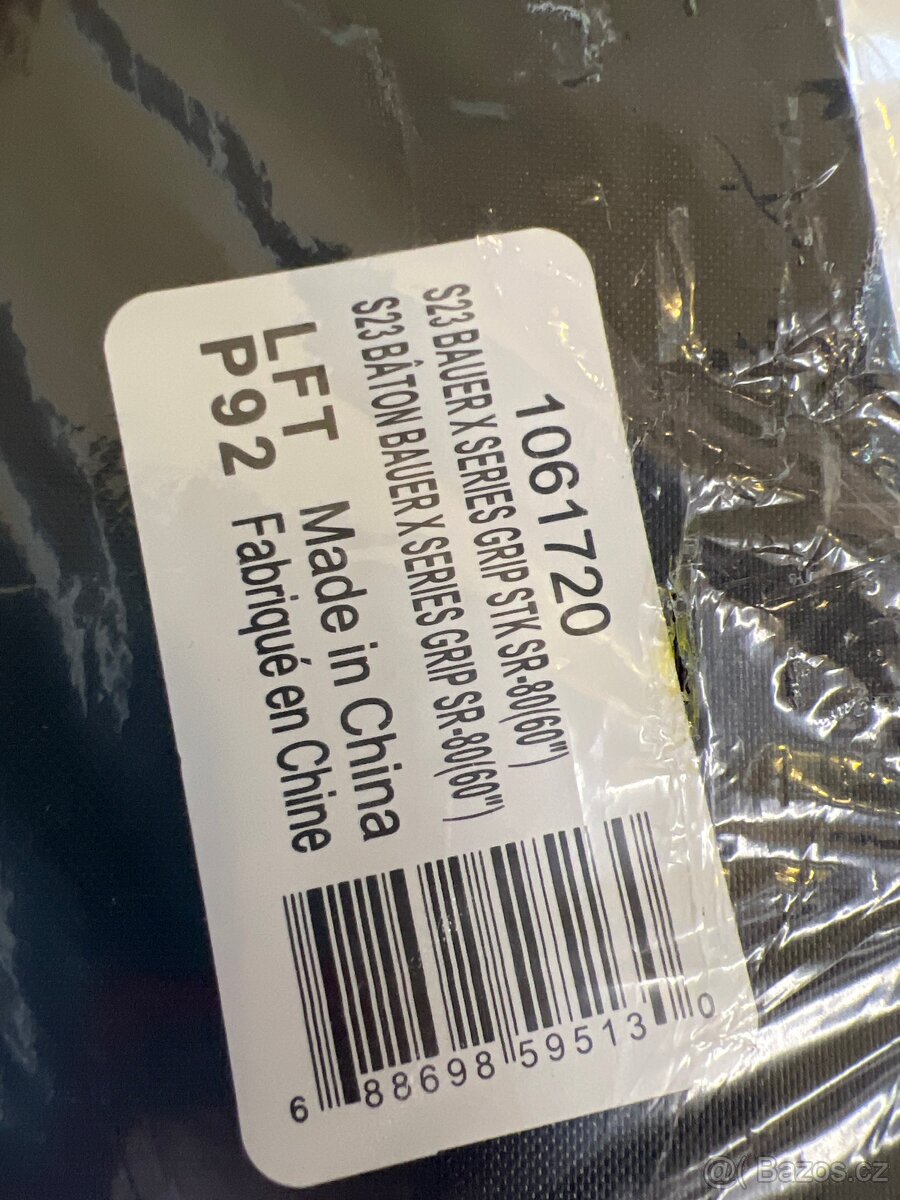 1061720
S23 BAUER X SERIES GRIP STK SR-80(60")
S23 BÂTON BAUER X SERIES GRIP SR-80(60")
LFT Made in China
P92 Fabriqué en Chine
6 88698 59513 0
@( Bazos.cz